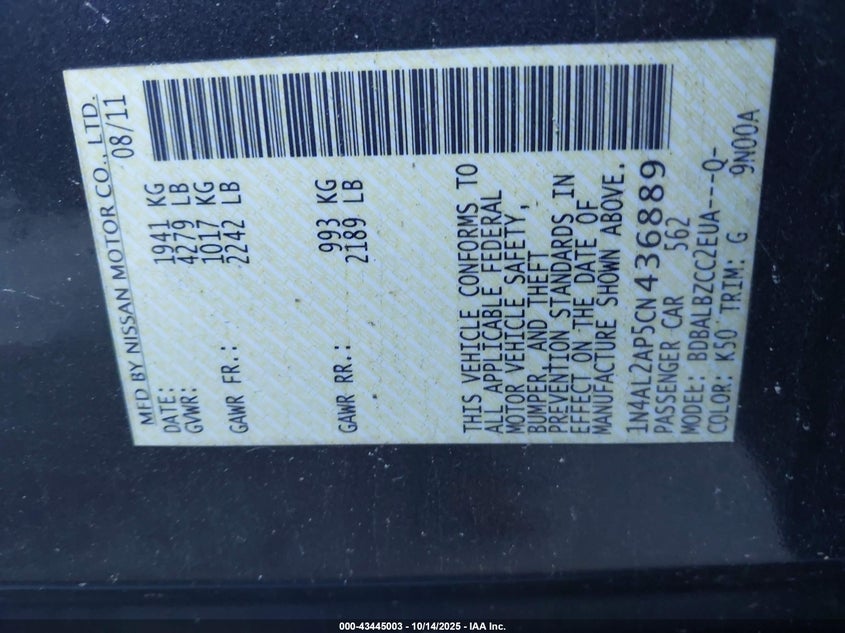 MFD BY NISSAN MOTOR CO., LTD.
DATE: 08/11
GVWR: 1941 KG
4279 LB
GAWR FR.: 1017 KG
2242 LB
GAWR RR.: 993 KG
2189 LB
THIS VEHICLE CONFORMS TO
ALL APPLICABLE FEDERAL
MOTOR VEHICLE SAFETY,
BUMPER, AND THEFT
PREVENTION STANDARDS IN
EFFECT ON THE DATE OF
MANUFACTURE SHOWN ABOVE.
1N4AL2AP5CN436889
PASSENGER CAR 562
MODEL: BDBALBZCC2EUA---Q-
COLOR: K50 TRIM: G 9N00A
000-43445003 - 10/14/2025 - IAA Inc.